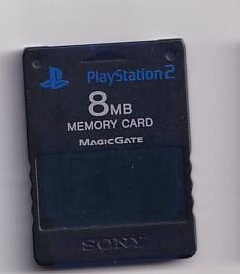 PlayStation 2
8MB
MEMORY CARD
MAGICGATE
SONY